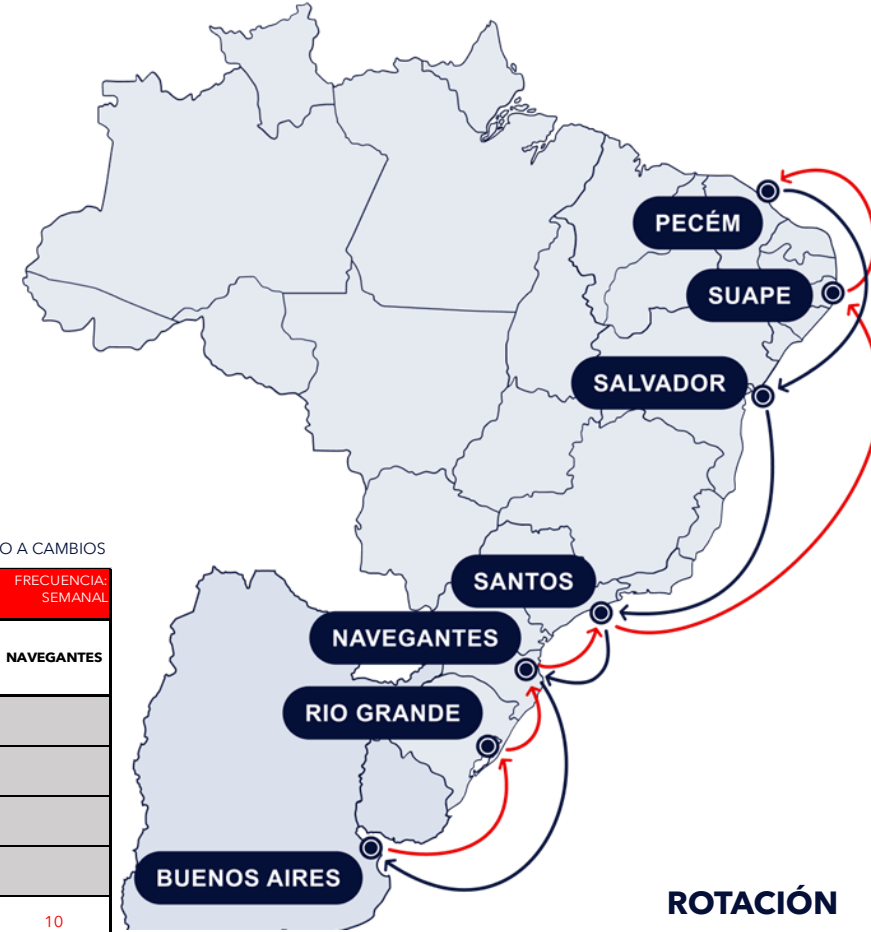 PECÉM
SUAPE
SALVADOR
O A CAMBIOS
FRECUENCIA:
SEMANAL
SANTOS
NAVEGANTES
NAVEGANTES
RIO GRANDE
BUENOS AIRES
ROTACIÓN
10